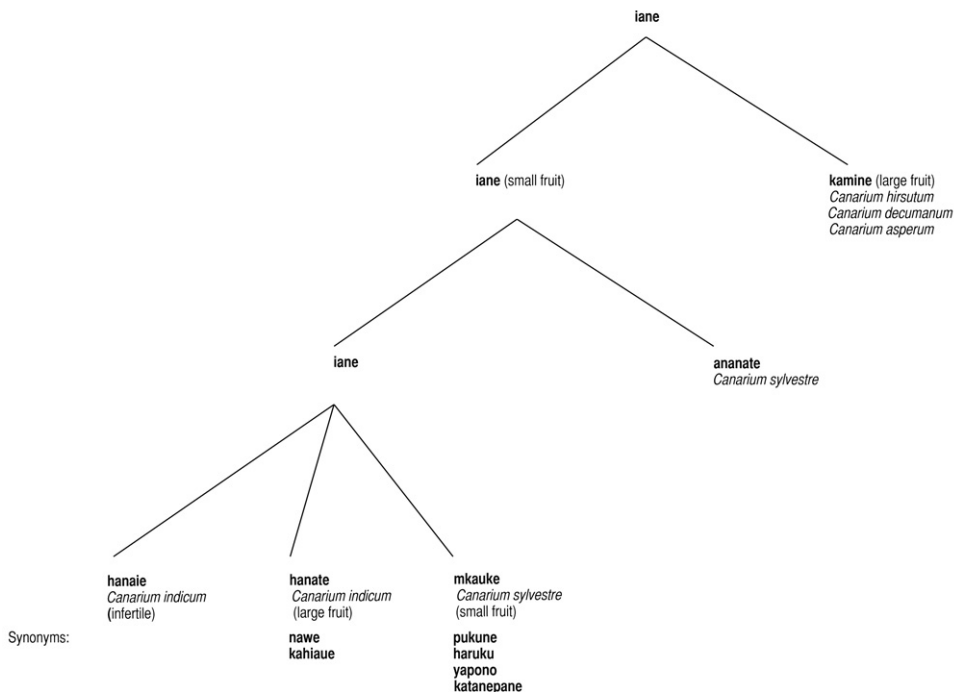 iane
iane (small fruit)
kamine (large fruit)
Canarium hirsutum
Canarium decumanum
Canarium asperum
iane
ananate
Canarium sylvestre
hanaie
Canarium indicum
(infertile)
hanate
Canarium indicum
(large fruit)
mkauke
Canarium sylvestre
(small fruit)
Synonyms:
nawe
kahiaue
pukune
haruku
yapono
katanepane